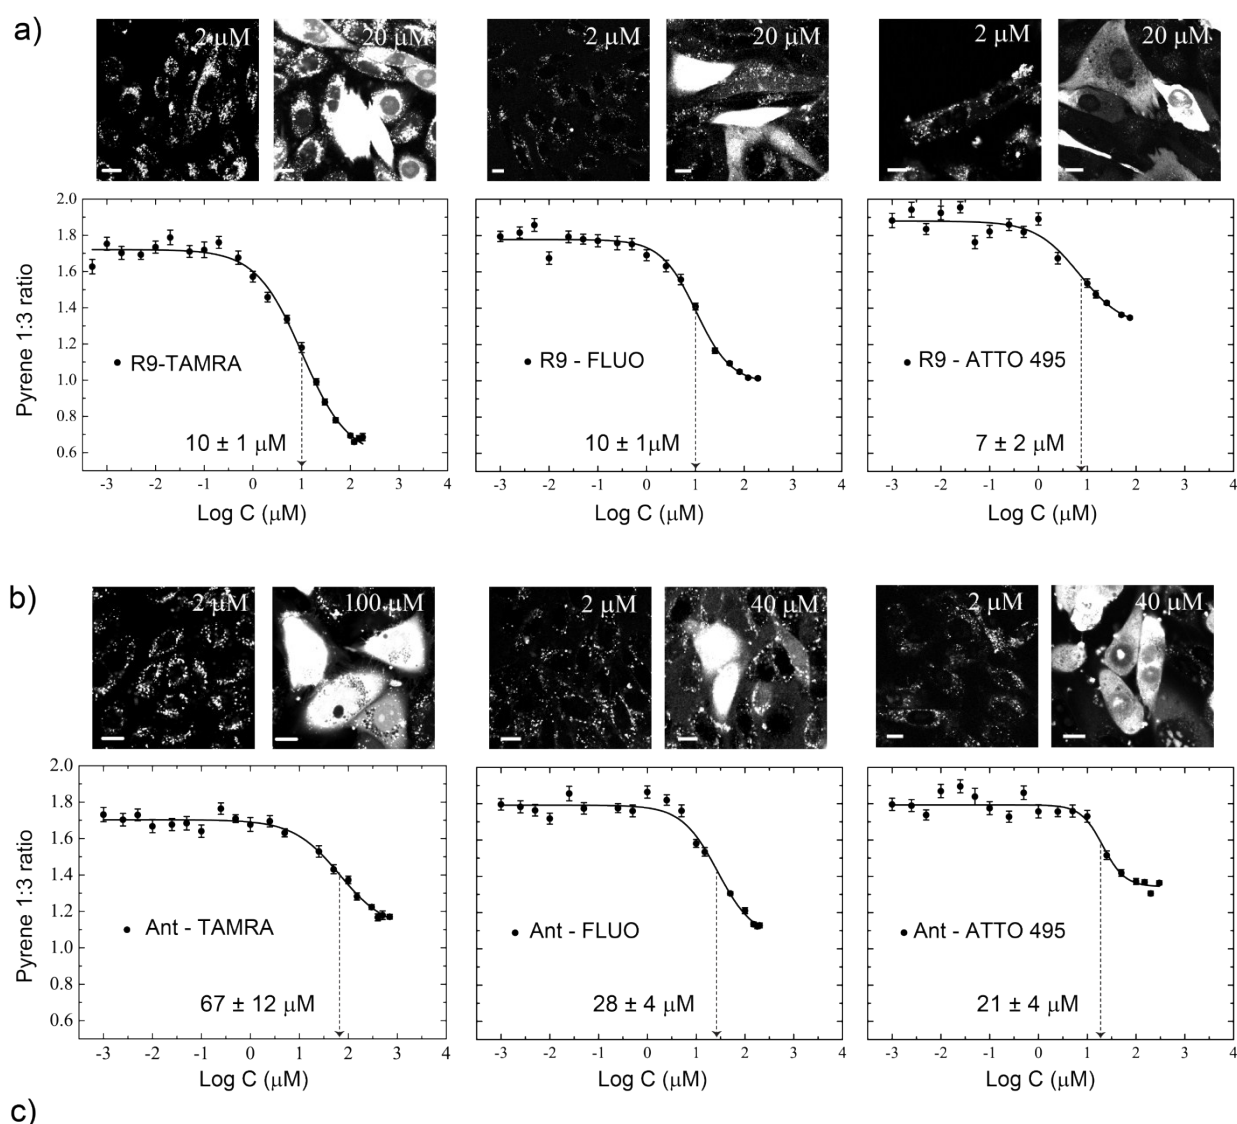 a)
2 μM
20 μM
2 μM
20 μM
2 μM
20 μM
2.0
1.8
1.6
1.4
1.2
1.0
0.8
0.6
Pyrene 1:3 ratio
R9-TAMRA
10 ± 1 μM
-3 -2 -1 0 1 2 3 4
Log C (μM)
R9 - FLUO
10 ± 1μM
-3 -2 -1 0 1 2 3 4
Log C (μM)
R9 - ATTO 495
7 ± 2 μM
-3 -2 -1 0 1 2 3 4
Log C (μM)
b)
2 μM
100 μM
2 μM
40 μM
2 μM
40 μM
2.0
1.8
1.6
1.4
1.2
1.0
0.8
0.6
Pyrene 1:3 ratio
Ant - TAMRA
67 ± 12 μM
-3 -2 -1 0 1 2 3 4
Log C (μM)
Ant - FLUO
28 ± 4 μM
-3 -2 -1 0 1 2 3 4
Log C (μM)
Ant - ATTO 495
21 ± 4 μM
-3 -2 -1 0 1 2 3 4
Log C (μM)
c)